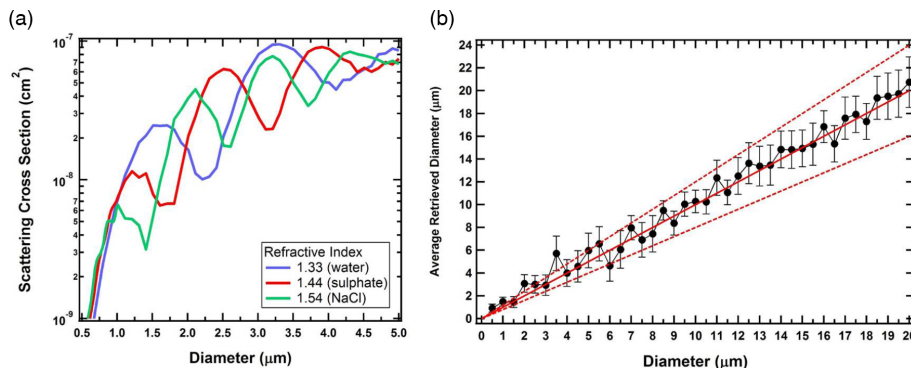 (a)
10⁻⁷
8
7
6
5
4
3
2
10⁻⁸
8
7
6
5
4
3
2
10⁻⁹
Scattering Cross Section (cm²)
0.5 1.0 1.5 2.0 2.5 3.0 3.5 4.0 4.5 5.0
Diameter (μm)
Refractive Index
1.33 (water)
1.44 (sulphate)
1.54 (NaCl)
(b)
24
22
20
18
16
14
12
10
8
6
4
2
0
Average Retrieved Diameter (μm)
0 1 2 3 4 5 6 7 8 9 10 11 12 13 14 15 16 17 18 19 20
Diameter (μm)